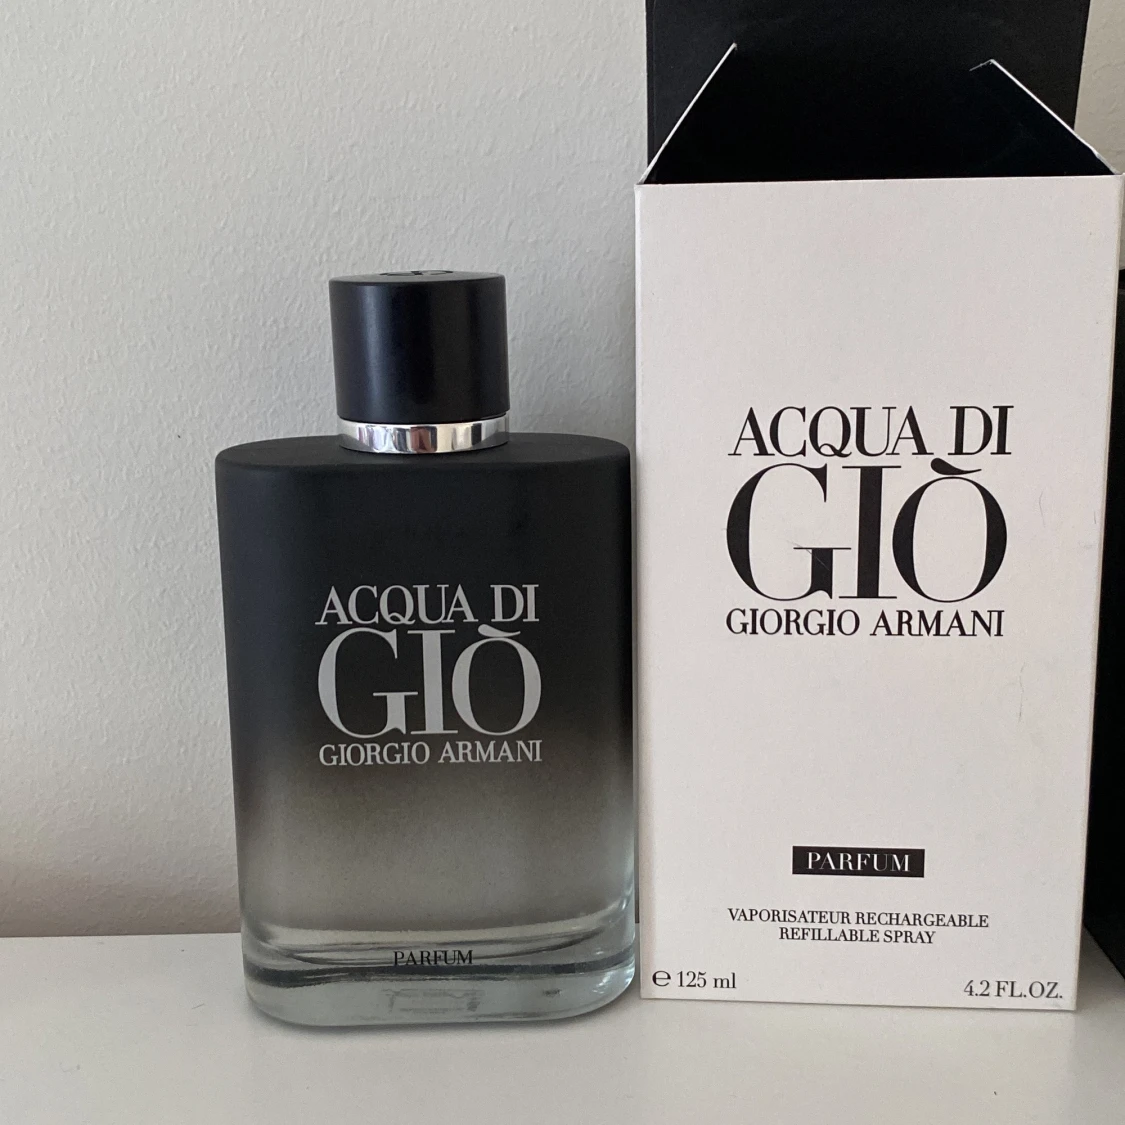 ACQUA DI
GIÒ
GIORGIO ARMANI
PARFUM
ACQUA DI
GIÒ
GIORGIO ARMANI
PARFUM
VAPORISATEUR RECHARGEABLE
REFILLABLE SPRAY
℮ 125 ml
4.2 FL.OZ.